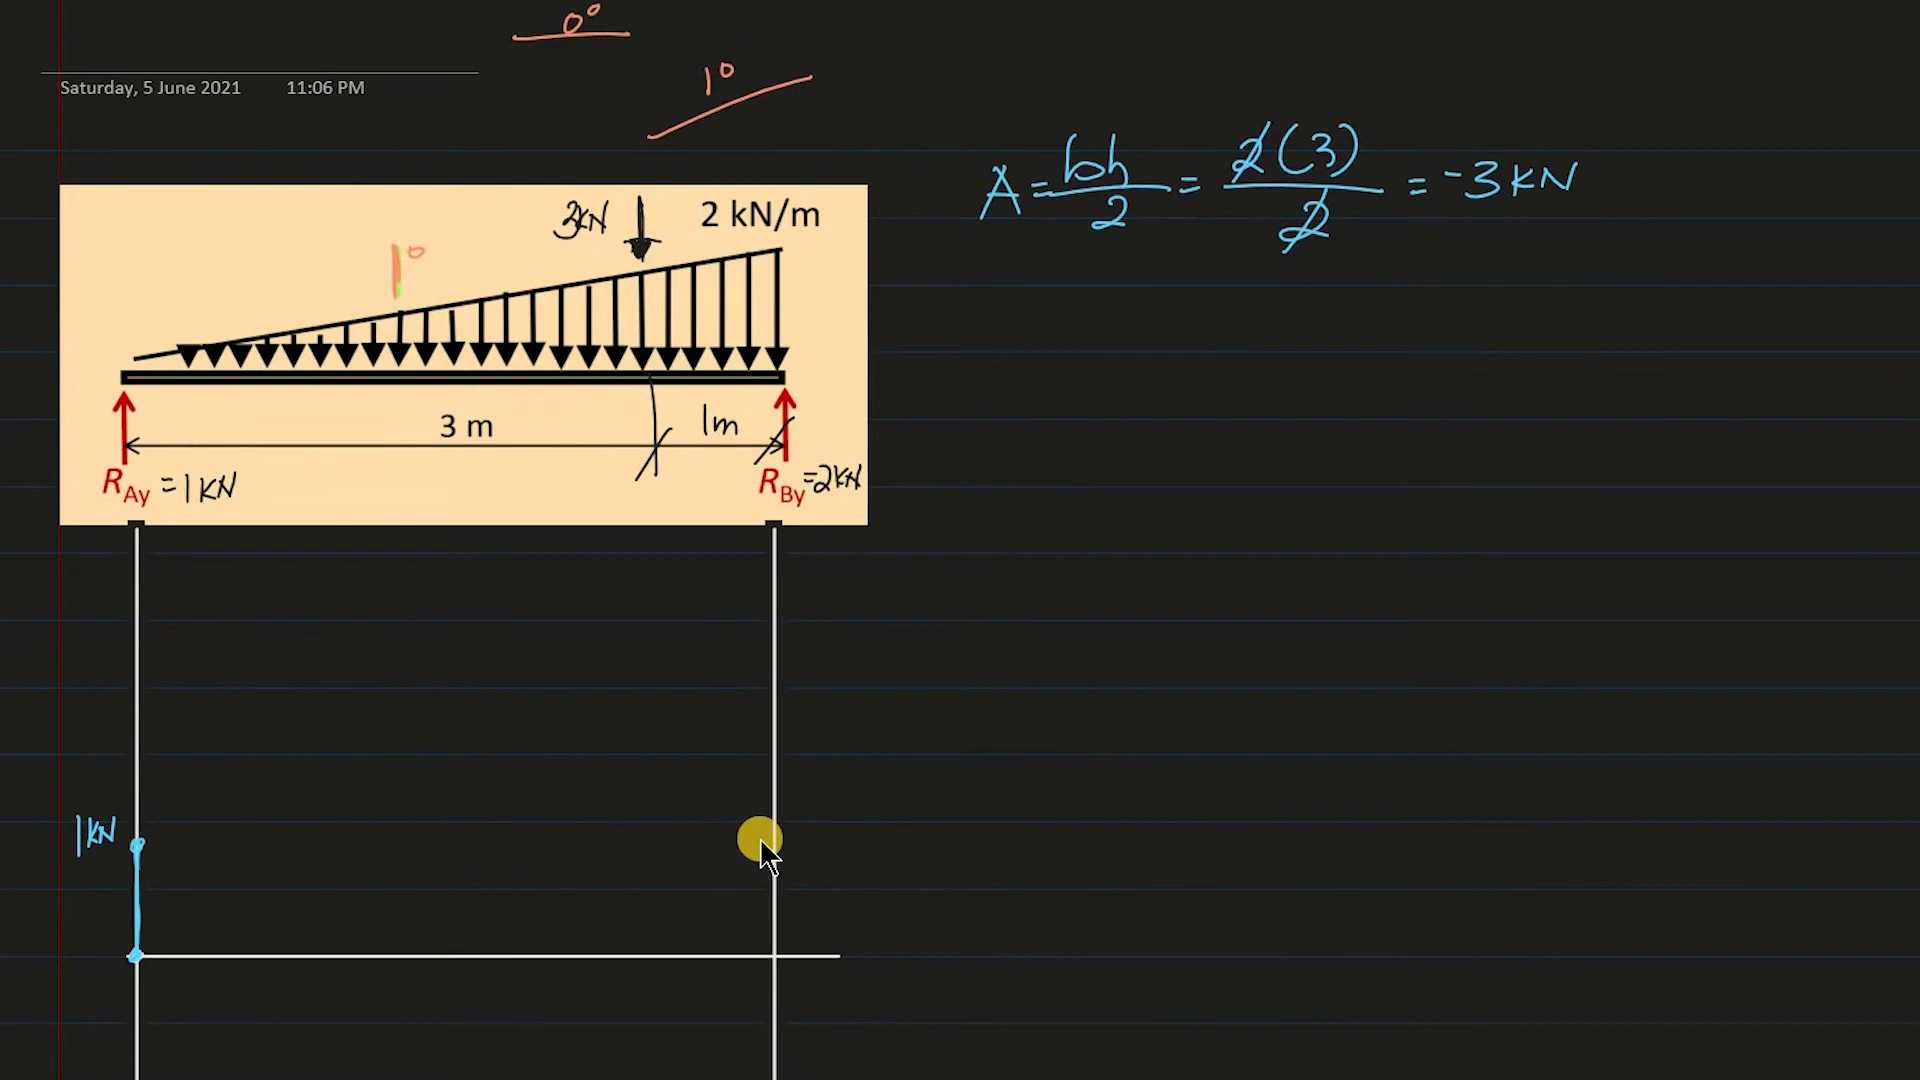 0°
1°
Saturday, 5 June 2021 11:06 PM
A = bh/2 = 2(3)/2 = -3 kN
3kN 2 kN/m
1°
3 m 1m
RAy = 1 kN RBy = 2kN
1kN